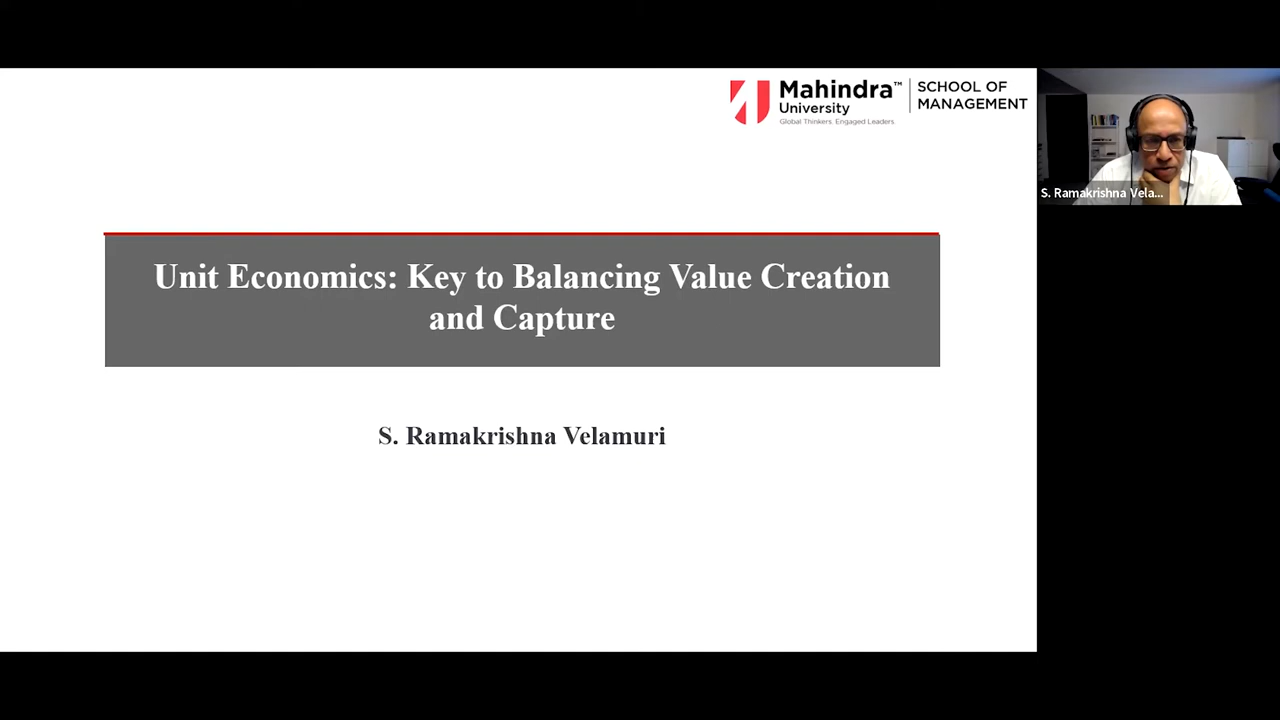 Mahindra™
University
Global Thinkers. Engaged Leaders.
SCHOOL OF
MANAGEMENT
S. Ramakrishna Vela...
Unit Economics: Key to Balancing Value Creation
and Capture
S. Ramakrishna Velamuri